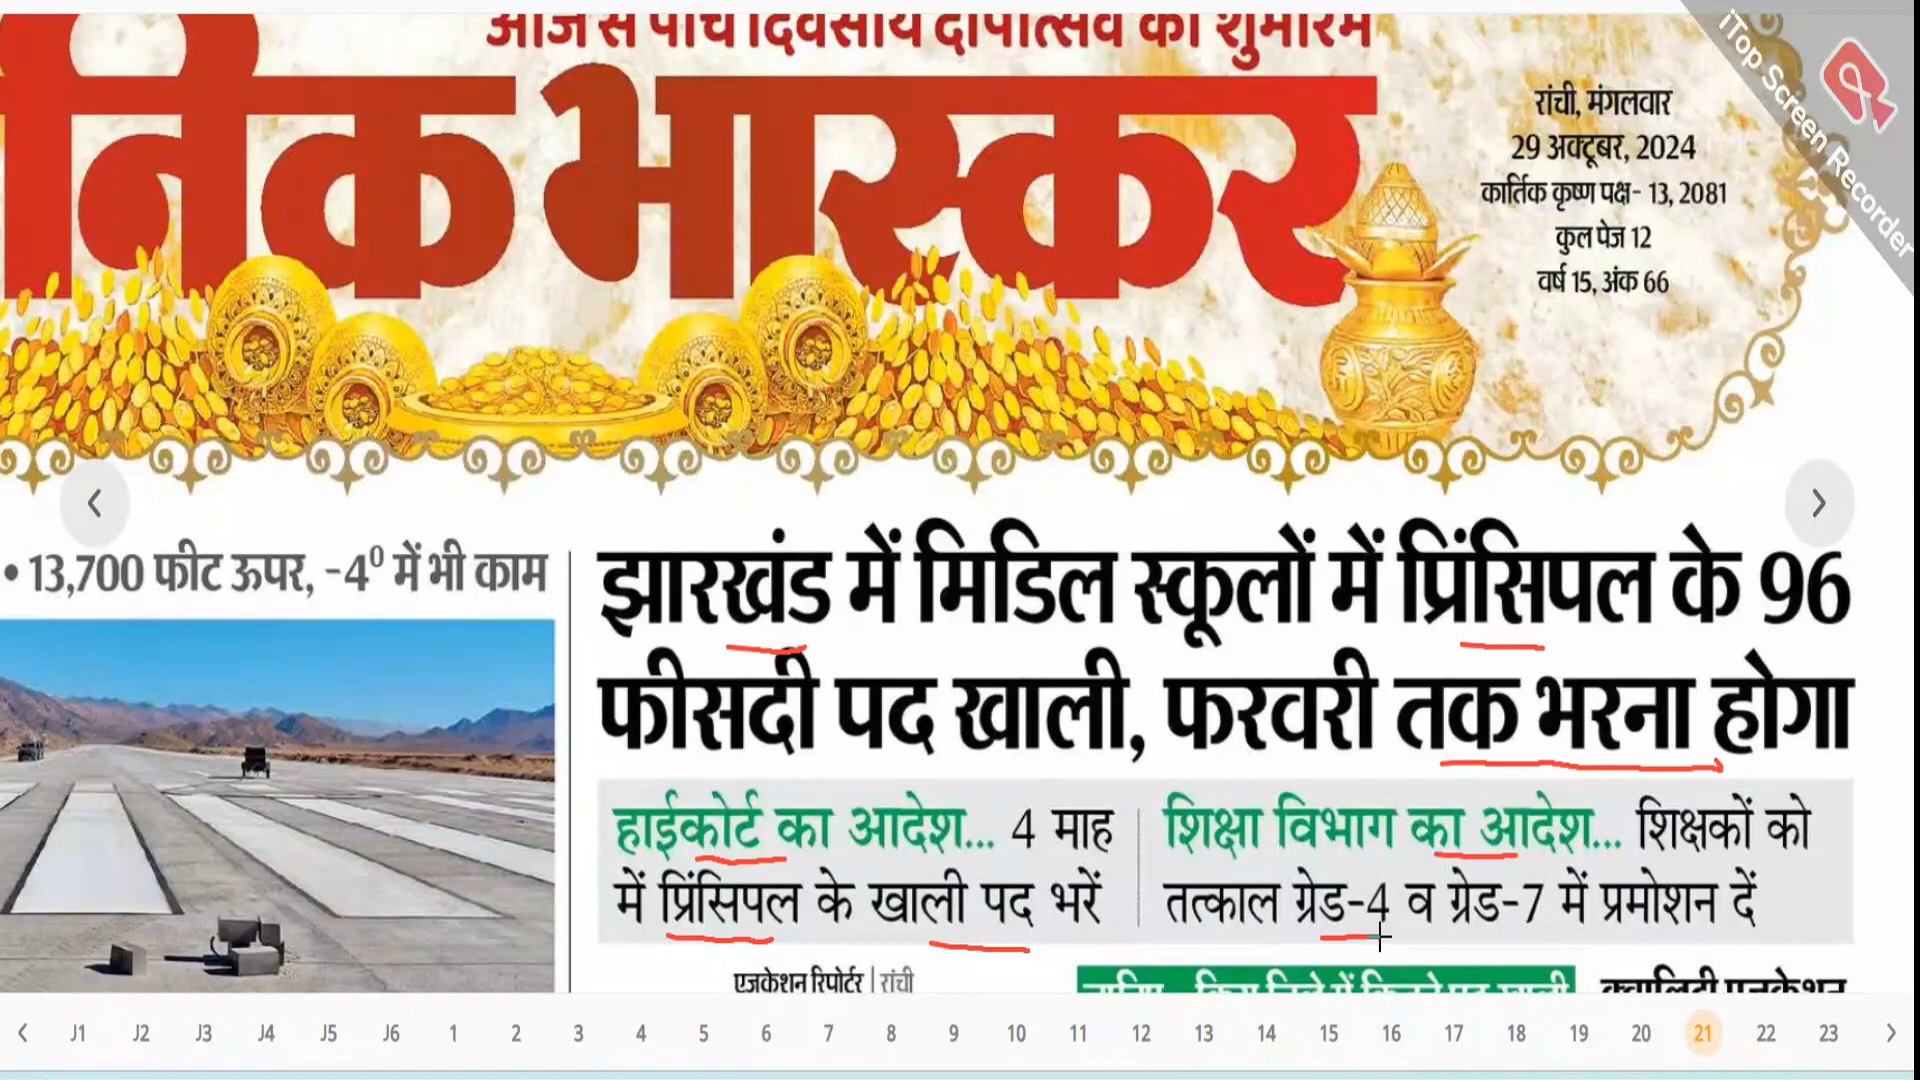 आज से पांच दिवसीय दीपोत्सव का शुभारंभ
निक भास्कर
रांची, मंगलवार
29 अक्टूबर, 2024
कार्तिक कृष्ण पक्ष- 13, 2081
कुल पेज 12
वर्ष 15, अंक 66
iTop Screen Recorder
• 13,700 फीट ऊपर, -4⁰ में भी काम
झारखंड में मिडिल स्कूलों में प्रिंसिपल के 96
फीसदी पद खाली, फरवरी तक भरना होगा
हाईकोर्ट का आदेश... 4 माह
में प्रिंसिपल के खाली पद भरें
शिक्षा विभाग का आदेश... शिक्षकों को
तत्काल ग्रेड-4 व ग्रेड-7 में प्रमोशन दें
एजुकेशन रिपोर्टर | रांची
J1 J2 J3 J4 J5 J6 1 2 3 4 5 6 7 8 9 10 11 12 13 14 15 16 17 18 19 20 21 22 23